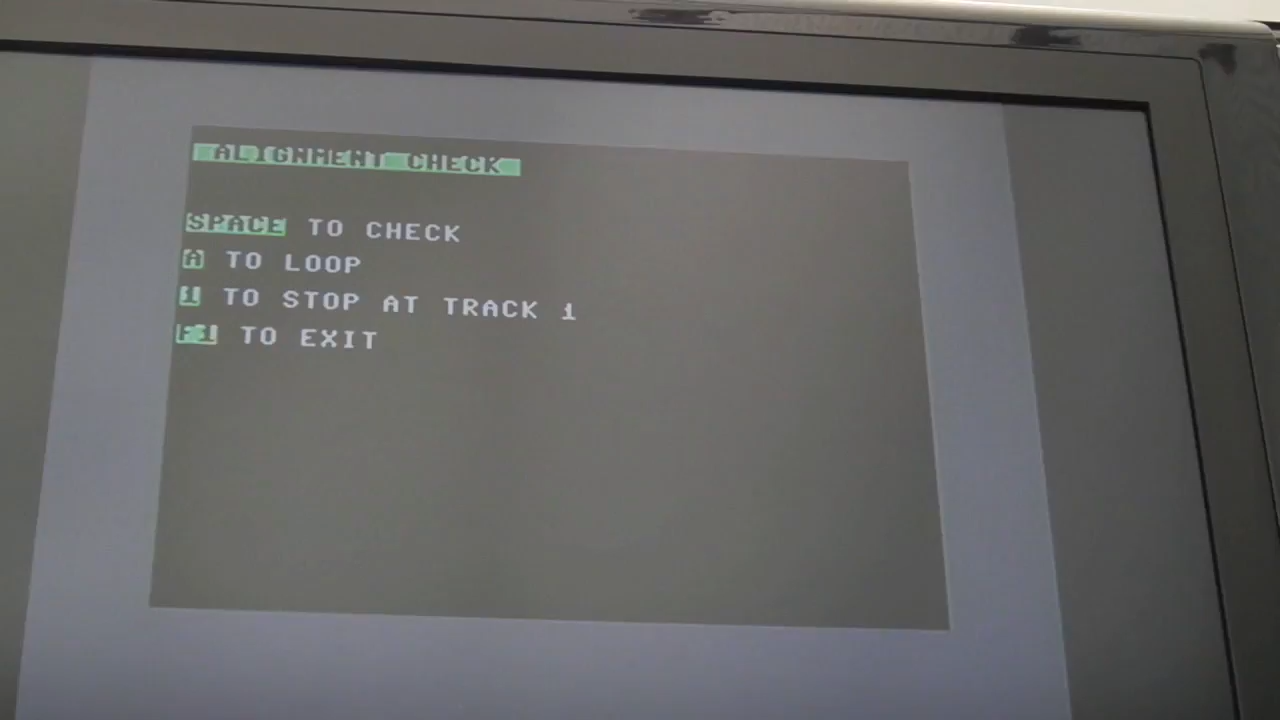 ALIGNMENT CHECK
SPACE TO CHECK
A TO LOOP
1 TO STOP AT TRACK 1
F1 TO EXIT